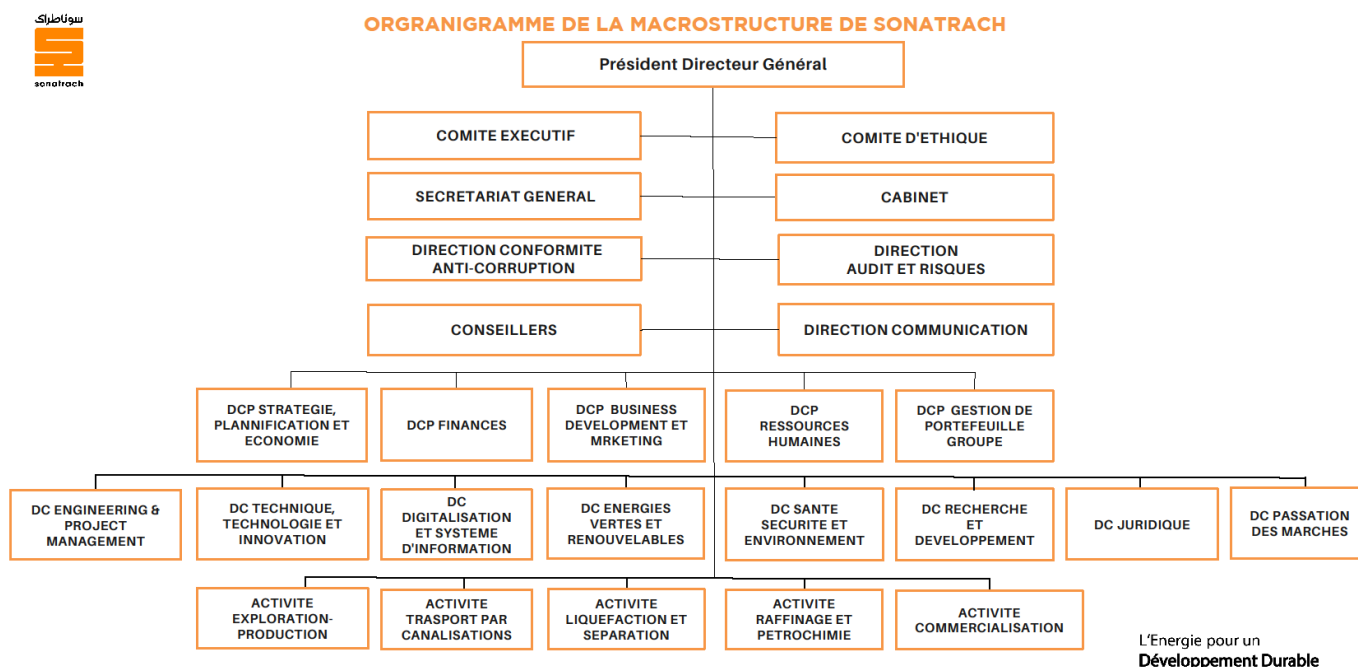 سوناطراك
sonatrach
ORGRANIGRAMME DE LA MACROSTRUCTURE DE SONATRACH
Président Directeur Général
COMITE EXECUTIF
COMITE D'ETHIQUE
SECRETARIAT GENERAL
CABINET
DIRECTION CONFORMITE
ANTI-CORRUPTION
DIRECTION
AUDIT ET RISQUES
CONSEILLERS
DIRECTION COMMUNICATION
DCP STRATEGIE,
PLANNIFICATION ET
ECONOMIE
DCP FINANCES
DCP BUSINESS
DEVELOPMENT ET
MRKETING
DCP
RESSOURCES
HUMAINES
DCP GESTION DE
PORTEFEUILLE
GROUPE
DC ENGINEERING &
PROJECT
MANAGEMENT
DC TECHNIQUE,
TECHNOLOGIE ET
INNOVATION
DC
DIGITALISATION
ET SYSTEME
D'INFORMATION
DC ENERGIES
VERTES ET
RENOUVELABLES
DC SANTE
SECURITE ET
ENVIRONNEMENT
DC RECHERCHE
ET
DEVELOPPEMENT
DC JURIDIQUE
DC PASSATION
DES MARCHES
ACTIVITE
EXPLORATION-
PRODUCTION
ACTIVITE
TRASPORT PAR
CANALISATIONS
ACTIVITE
LIQUEFACTION ET
SEPARATION
ACTIVITE
RAFFINAGE ET
PETROCHIMIE
ACTIVITE
COMMERCIALISATION
L'Energie pour un
Développement Durable